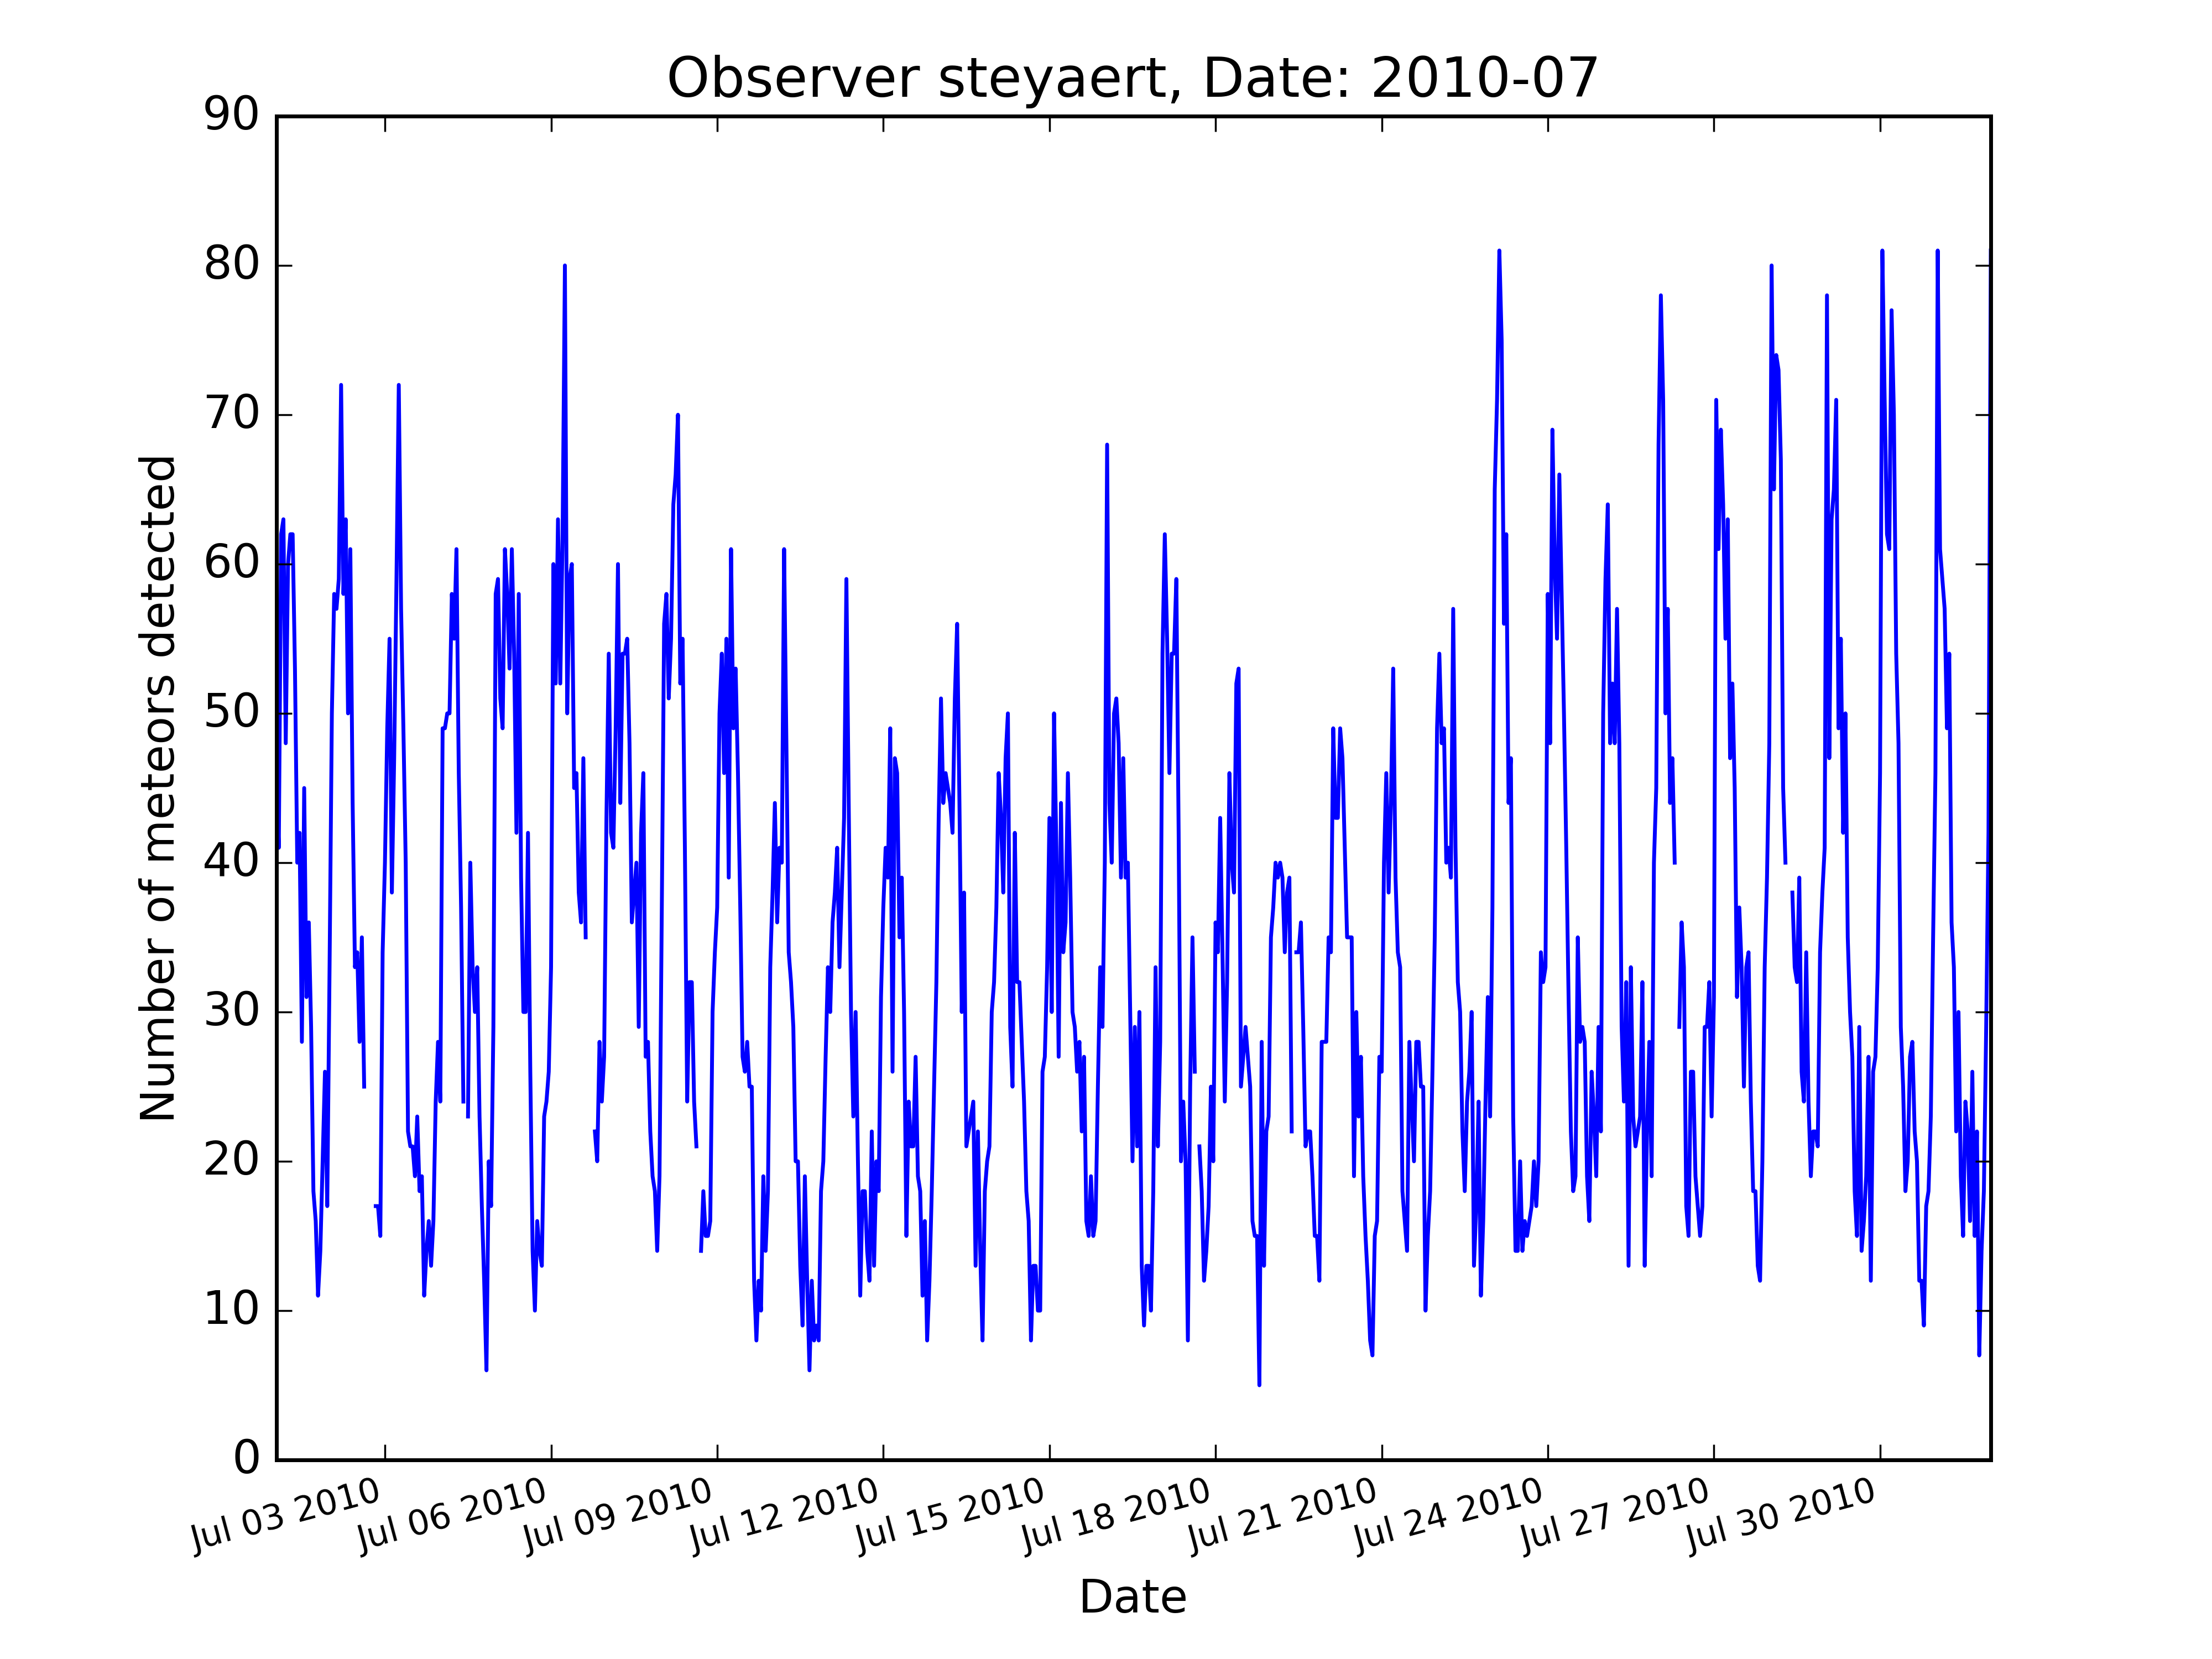 Observer steyaert, Date: 2010-07
90
80
70
60
50
40
30
20
10
0
Number of meteors detected
Jul 03 2010
Jul 06 2010
Jul 09 2010
Jul 12 2010
Jul 15 2010
Jul 18 2010
Jul 21 2010
Jul 24 2010
Jul 27 2010
Jul 30 2010
Date